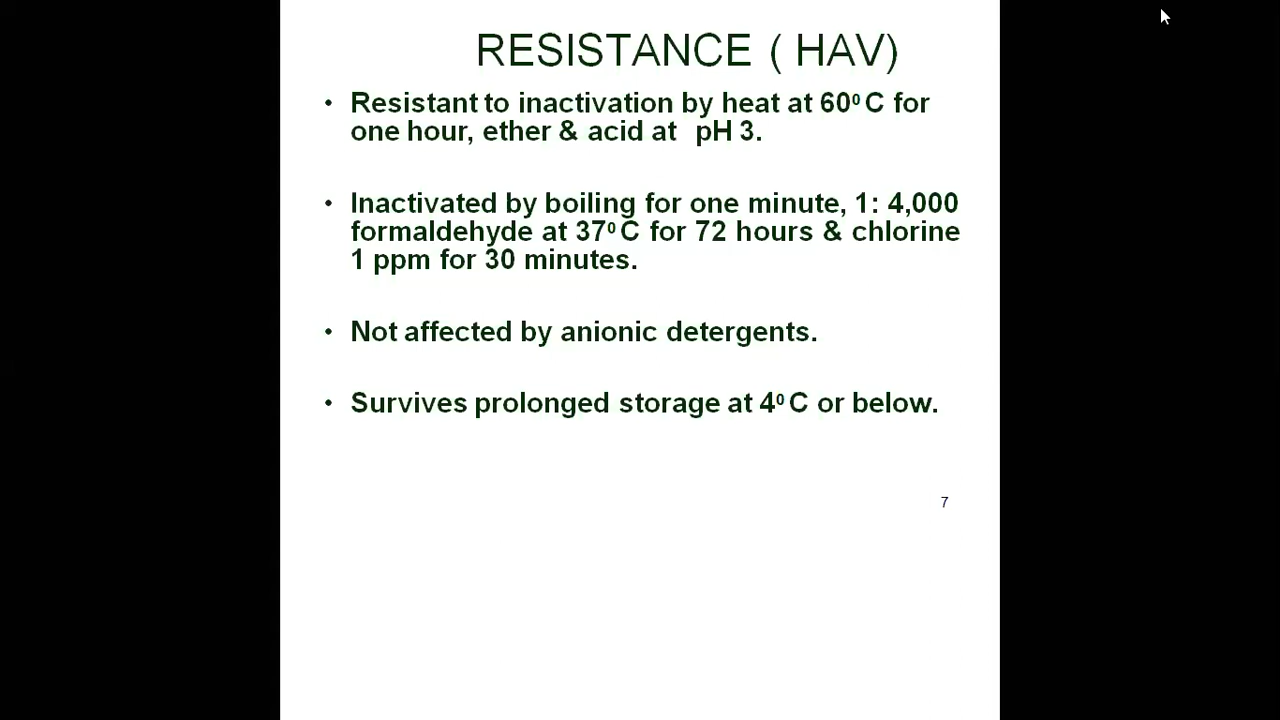 RESISTANCE ( HAV)
• Resistant to inactivation by heat at 60⁰ C for
one hour, ether & acid at pH 3.
• Inactivated by boiling for one minute, 1: 4,000
formaldehyde at 37⁰ C for 72 hours & chlorine
1 ppm for 30 minutes.
• Not affected by anionic detergents.
• Survives prolonged storage at 4⁰ C or below.
7